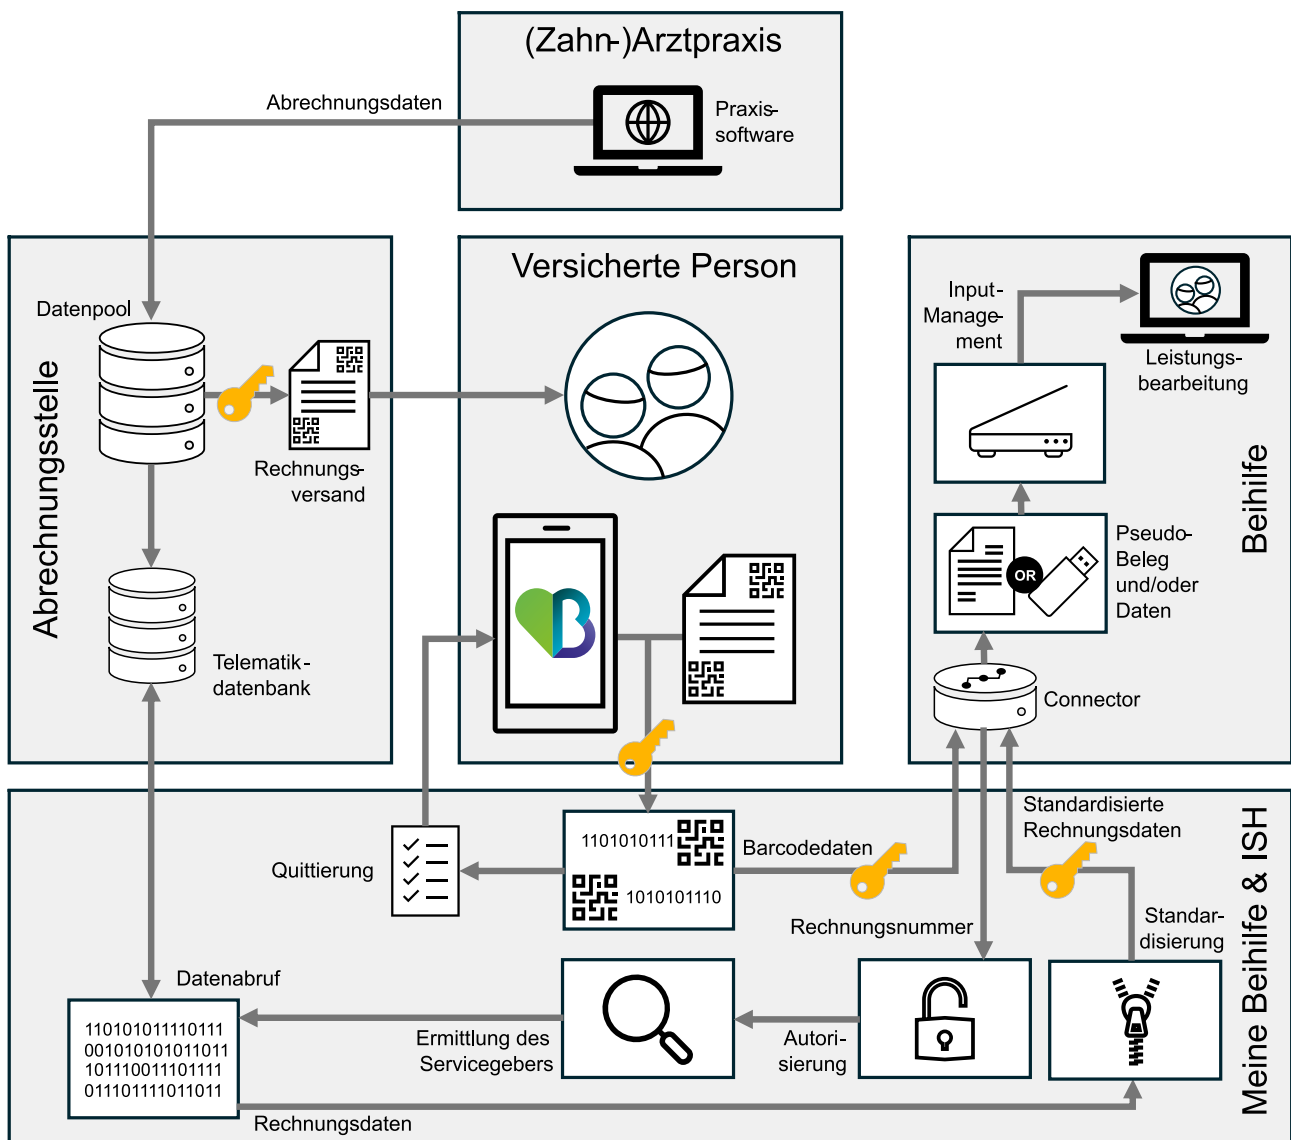 (Zahn-)Arztpraxis
Abrechnungsdaten
Praxis-
software
Versicherte Person
Datenpool
Abrechnungsstelle
Rechnungs-
versand
Telematik-
datenbank
Input-
Manage-
ment
Leistungs-
bearbeitung
Beihilfe
OR
Pseudo-
Beleg
und/oder
Daten
Connector
Standardisierte
Rechnungsdaten
Quittierung
1101010111
1010101110
Barcodedaten
Rechnungsnummer
Standar-
disierung
Meine Beihilfe & ISH
Datenabruf
110101011110111
001010101011011
101110011101111
011101111011011
Ermittlung des
Servicegebers
Autori-
sierung
Rechnungsdaten